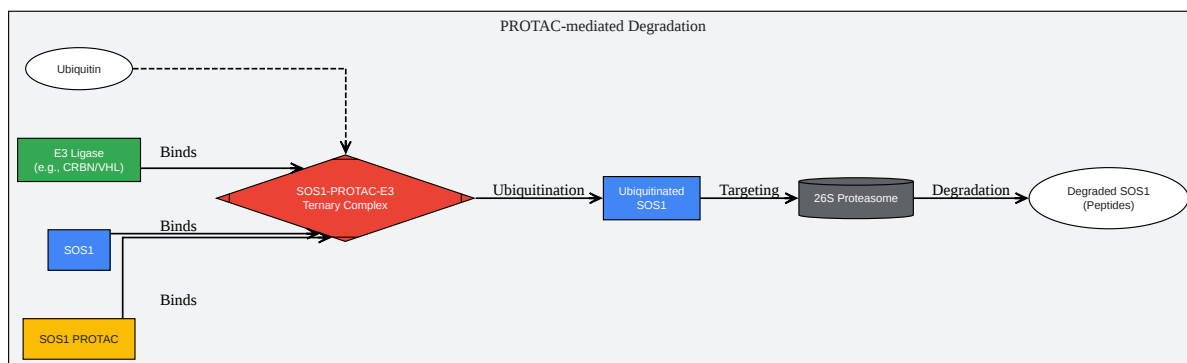 PROTAC-mediated Degradation
Ubiquitin
E3 Ligase
(e.g., CRBN/VHL)
Binds
SOS1-PROTAC-E3
Ternary Complex
Ubiquitination
Ubiquitinated
SOS1
Targeting
26S Proteasome
Degradation
Degraded SOS1
(Peptides)
SOS1
Binds
Binds
SOS1 PROTAC